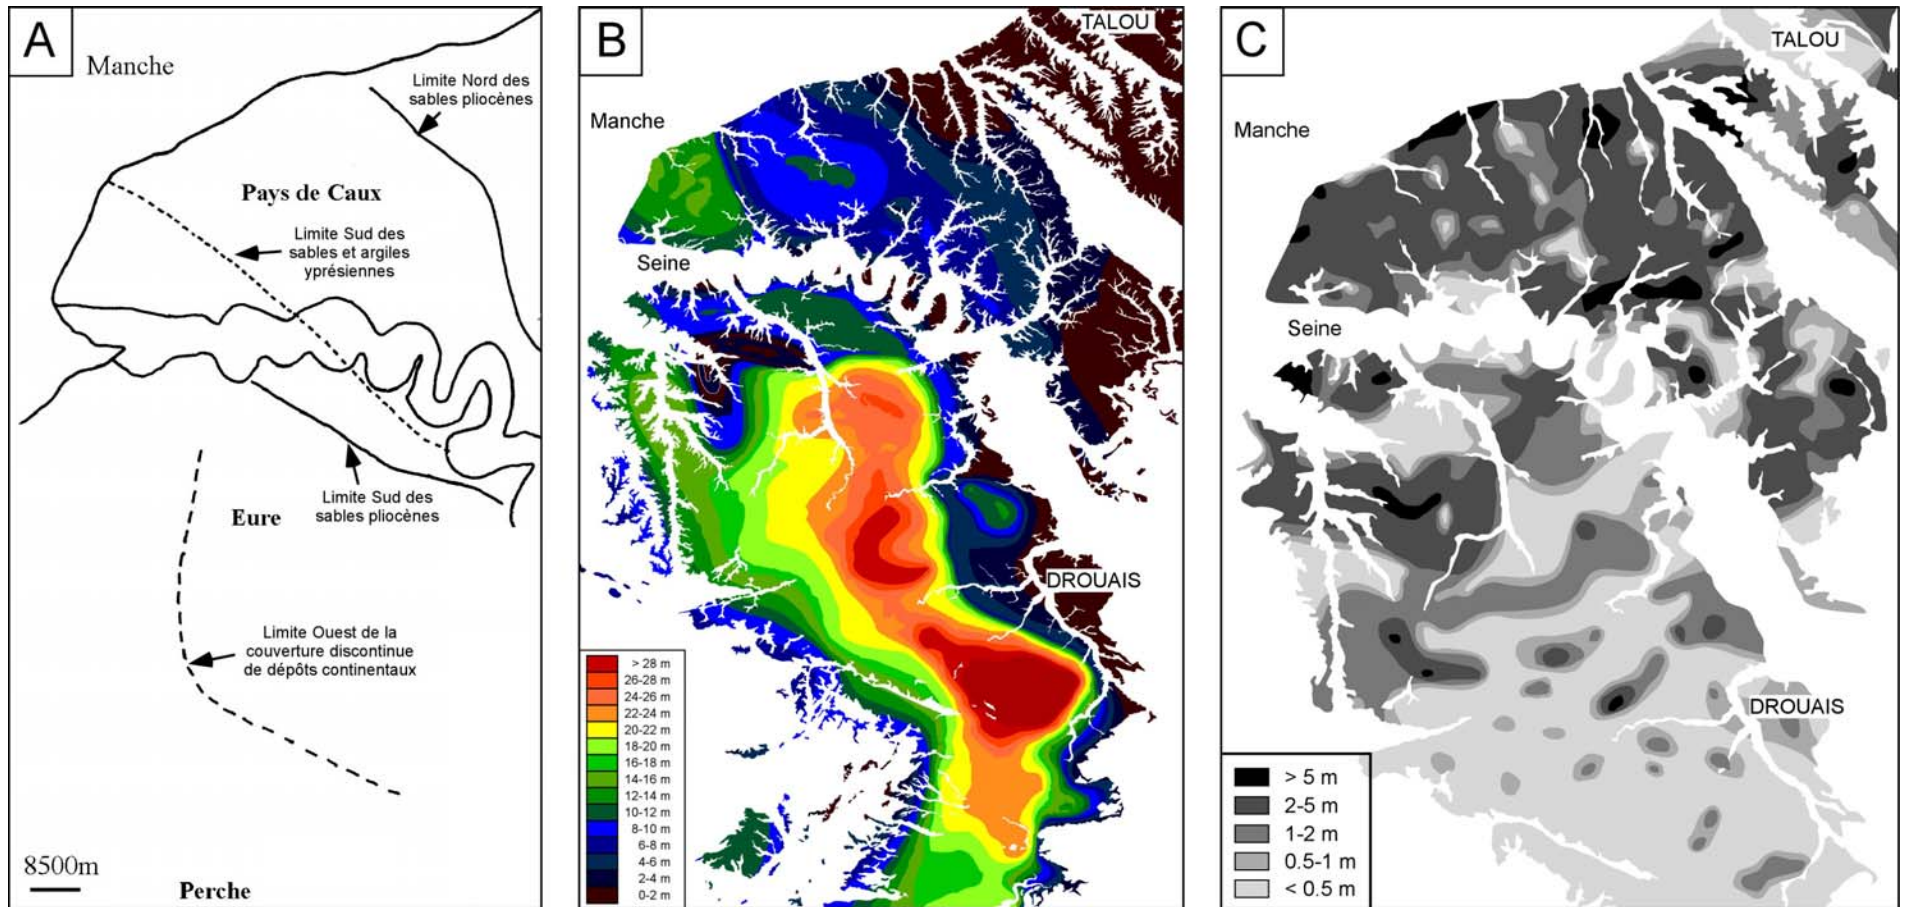 A
Manche
Limite Nord des
sables pliocènes
Pays de Caux
Limite Sud des
sables et argiles
yprésiennes
Limite Sud des
sables pliocènes
Eure
Limite Ouest de la
couverture discontinue
de dépôts continentaux
8500m
Perche
B
TALOU
Manche
Seine
DROUAIS
> 28 m
26-28 m
24-26 m
22-24 m
20-22 m
18-20 m
16-18 m
14-16 m
12-14 m
10-12 m
8-10 m
6-8 m
4-6 m
2-4 m
0-2 m
C
TALOU
Manche
Seine
DROUAIS
> 5 m
2-5 m
1-2 m
0.5-1 m
< 0.5 m